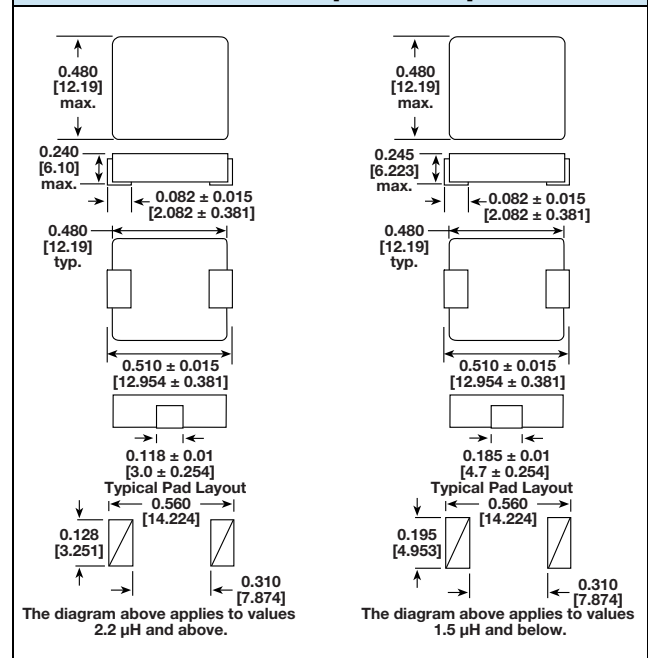 0.480
[12.19]
max.
0.240
[6.10]
max.
0.082 ± 0.015
[2.082 ± 0.381]
0.480
[12.19]
typ.
0.510 ± 0.015
[12.954 ± 0.381]
0.118 ± 0.01
[3.0 ± 0.254]
Typical Pad Layout
0.560
[14.224]
0.128
[3.251]
0.310
[7.874]
The diagram above applies to values
2.2 µH and above.
0.480
[12.19]
max.
0.245
[6.223]
max.
0.082 ± 0.015
[2.082 ± 0.381]
0.480
[12.19]
typ.
0.510 ± 0.015
[12.954 ± 0.381]
0.185 ± 0.01
[4.7 ± 0.254]
Typical Pad Layout
0.560
[14.224]
0.195
[4.953]
0.310
[7.874]
The diagram above applies to values
1.5 µH and below.